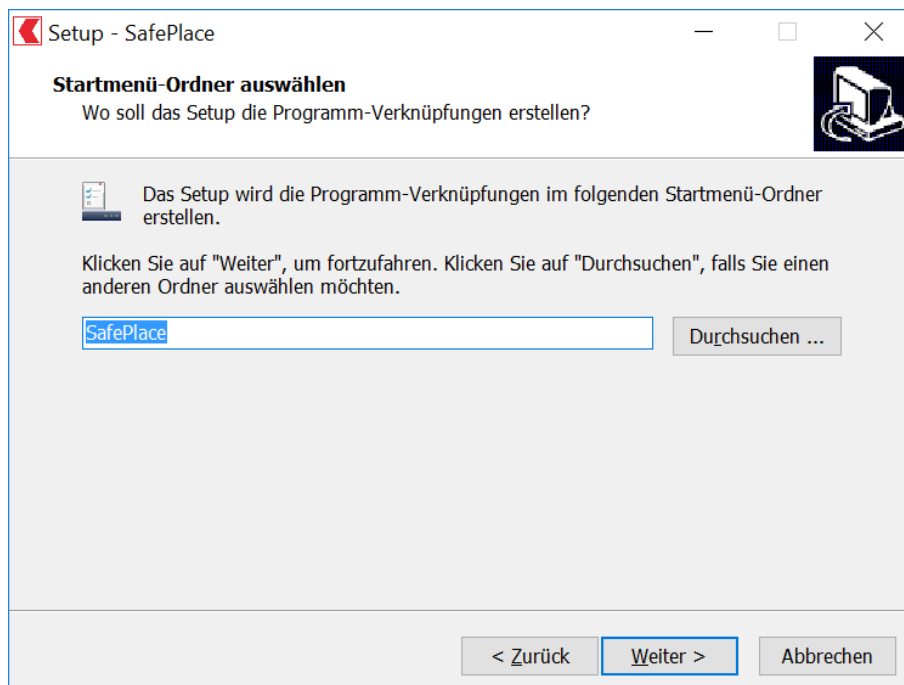 Setup - SafePlace
Startmenü-Ordner auswählen
Wo soll das Setup die Programm-Verknüpfungen erstellen?
Das Setup wird die Programm-Verknüpfungen im folgenden Startmenü-Ordner
erstellen.
Klicken Sie auf "Weiter", um fortzufahren. Klicken Sie auf "Durchsuchen", falls Sie einen
anderen Ordner auswählen möchten.
SafePlace
Durchsuchen ...
< Zurück
Weiter >
Abbrechen